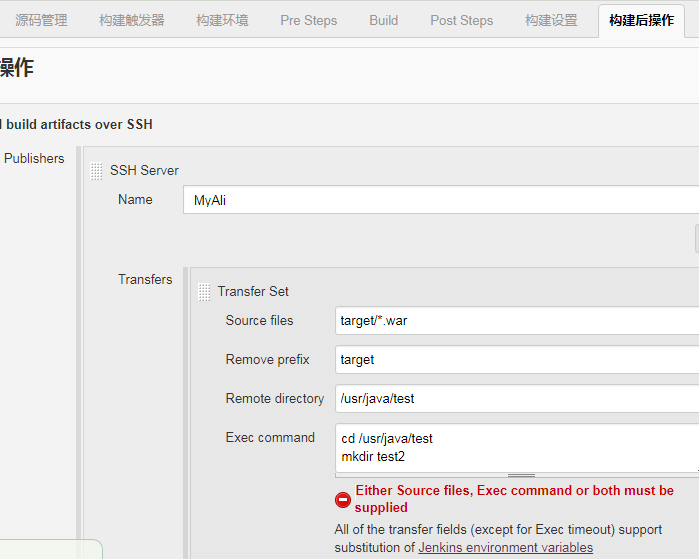 源码管理 构建触发器 构建环境 Pre Steps Build Post Steps 构建设置 构建后操作
操作
build artifacts over SSH
Publishers
SSH Server
Name MyAli
Transfers
Transfer Set
Source files target/*.war
Remove prefix target
Remote directory /usr/java/test
Exec command cd /usr/java/test
mkdir test2
Either Source files, Exec command or both must be
supplied
All of the transfer fields (except for Exec timeout) support
substitution of Jenkins environment variables